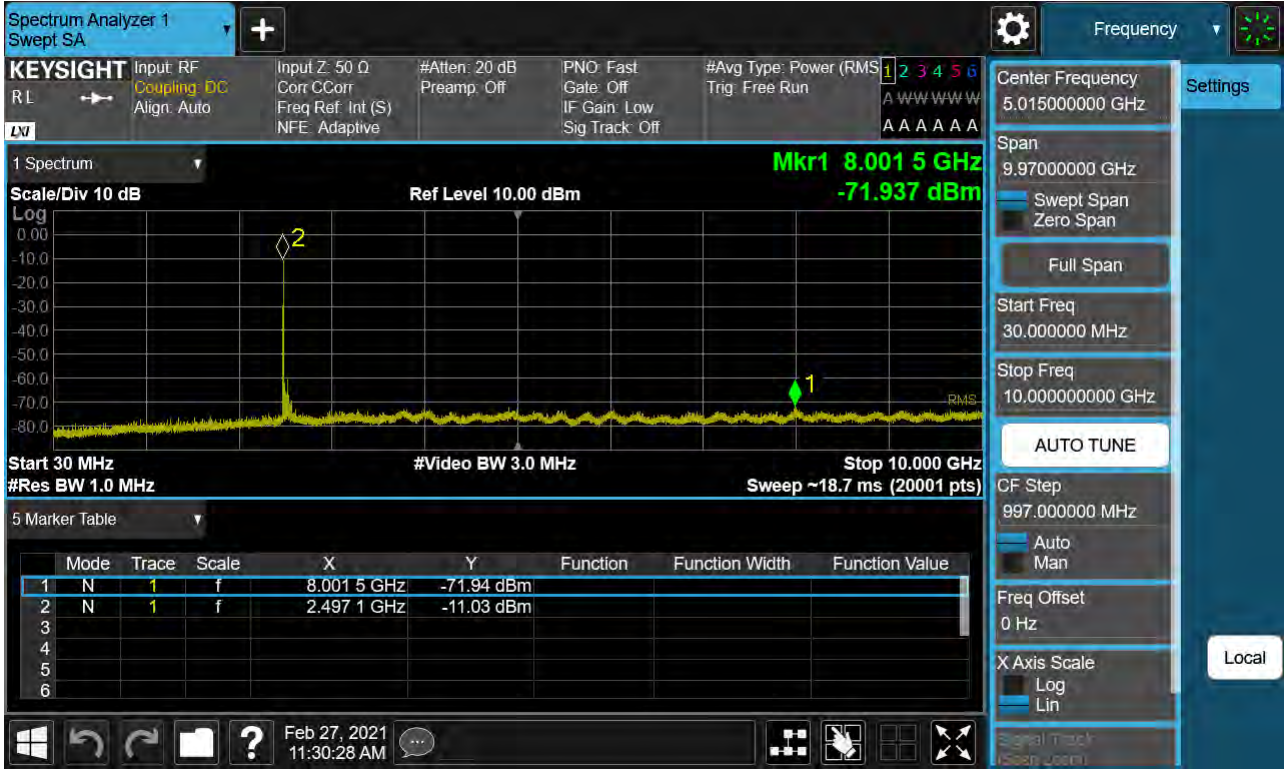 Spectrum Analyzer 1
Swept SA
+
Frequency
KEYSIGHT
RL
LXI
Input: RF
Coupling: DC
Align: Auto
Input Z: 50 Ω
Corr CCorr
Freq Ref: Int (S)
NFE: Adaptive
#Atten: 20 dB
Preamp: Off
PNO: Fast
Gate: Off
IF Gain: Low
Sig Track: Off
#Avg Type: Power (RMS
Trig: Free Run
1 2 3 4 5 6
A W W W W W
A A A A A A
1 Spectrum
Scale/Div 10 dB
Ref Level 10.00 dBm
Mkr1 8.001 5 GHz
-71.937 dBm
Log
0.00
-10.0
-20.0
-30.0
-40.0
-50.0
-60.0
-70.0
-80.0
2
1
RMS
Start 30 MHz
#Video BW 3.0 MHz
Stop 10.000 GHz
#Res BW 1.0 MHz
Sweep ~18.7 ms (20001 pts)
5 Marker Table
Mode Trace Scale X Y Function Function Width Function Value
1 N 1 f 8.001 5 GHz -71.94 dBm
2 N 1 f 2.497 1 GHz -11.03 dBm
3
4
5
6
Feb 27, 2021
11:30:28 AM
?
Center Frequency
5.015000000 GHz
Span
9.97000000 GHz
Swept Span
Zero Span
Full Span
Start Freq
30.000000 MHz
Stop Freq
10.000000000 GHz
AUTO TUNE
CF Step
997.000000 MHz
Auto
Man
Freq Offset
0 Hz
X Axis Scale
Log
Lin
Signal Track
(Span Zoom)
Settings
Local